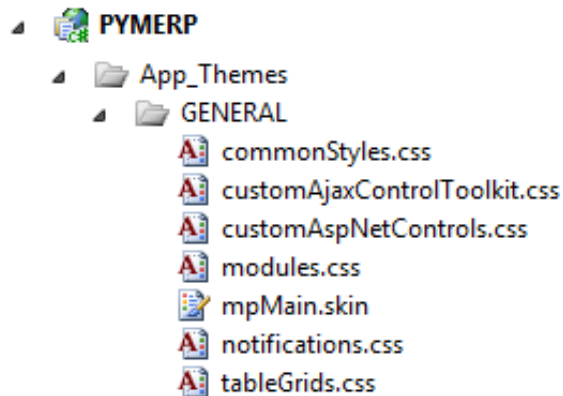 PYMERP
App_Themes
GENERAL
commonStyles.css
customAjaxControlToolkit.css
customAspNetControls.css
modules.css
mpMain.skin
notifications.css
tableGrids.css